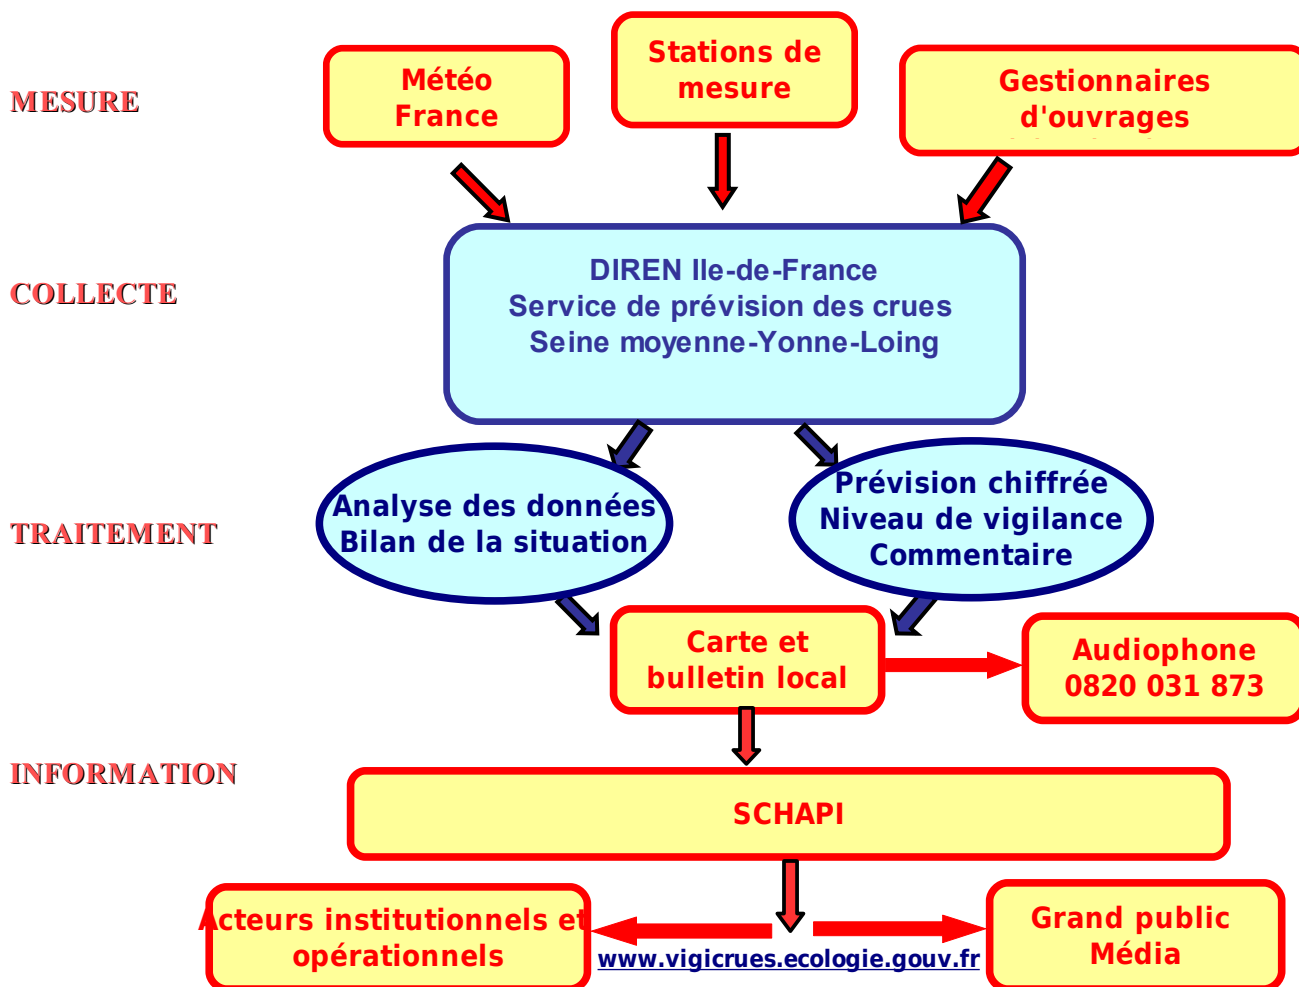 MESURE
Météo
France
Stations de
mesure
Gestionnaires
d'ouvrages
COLLECTE
DIREN Ile-de-France
Service de prévision des crues
Seine moyenne-Yonne-Loing
TRAITEMENT
Analyse des données
Bilan de la situation
Prévision chiffrée
Niveau de vigilance
Commentaire
Carte et
bulletin local
Audiophone
0820 031 873
INFORMATION
SCHAPI
Acteurs institutionnels et
opérationnels
www.vigicrues.ecologie.gouv.fr
Grand public
Média